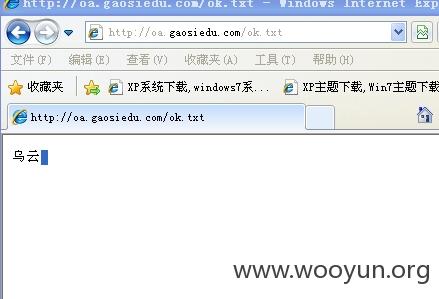 http://oa.gaosiedu.com/ok.txt - Windows Internet Exp
http://oa.gaosiedu.com/ok.txt
文件(F) 编辑(E) 查看(V) 收藏夹(A) 工具(T) 帮助(H)
收藏夹 XP系统下载,windows7系... XP主题下载,Win7主题下载
http://oa.gaosiedu.com/ok.txt
乌云
www.wooyun.org